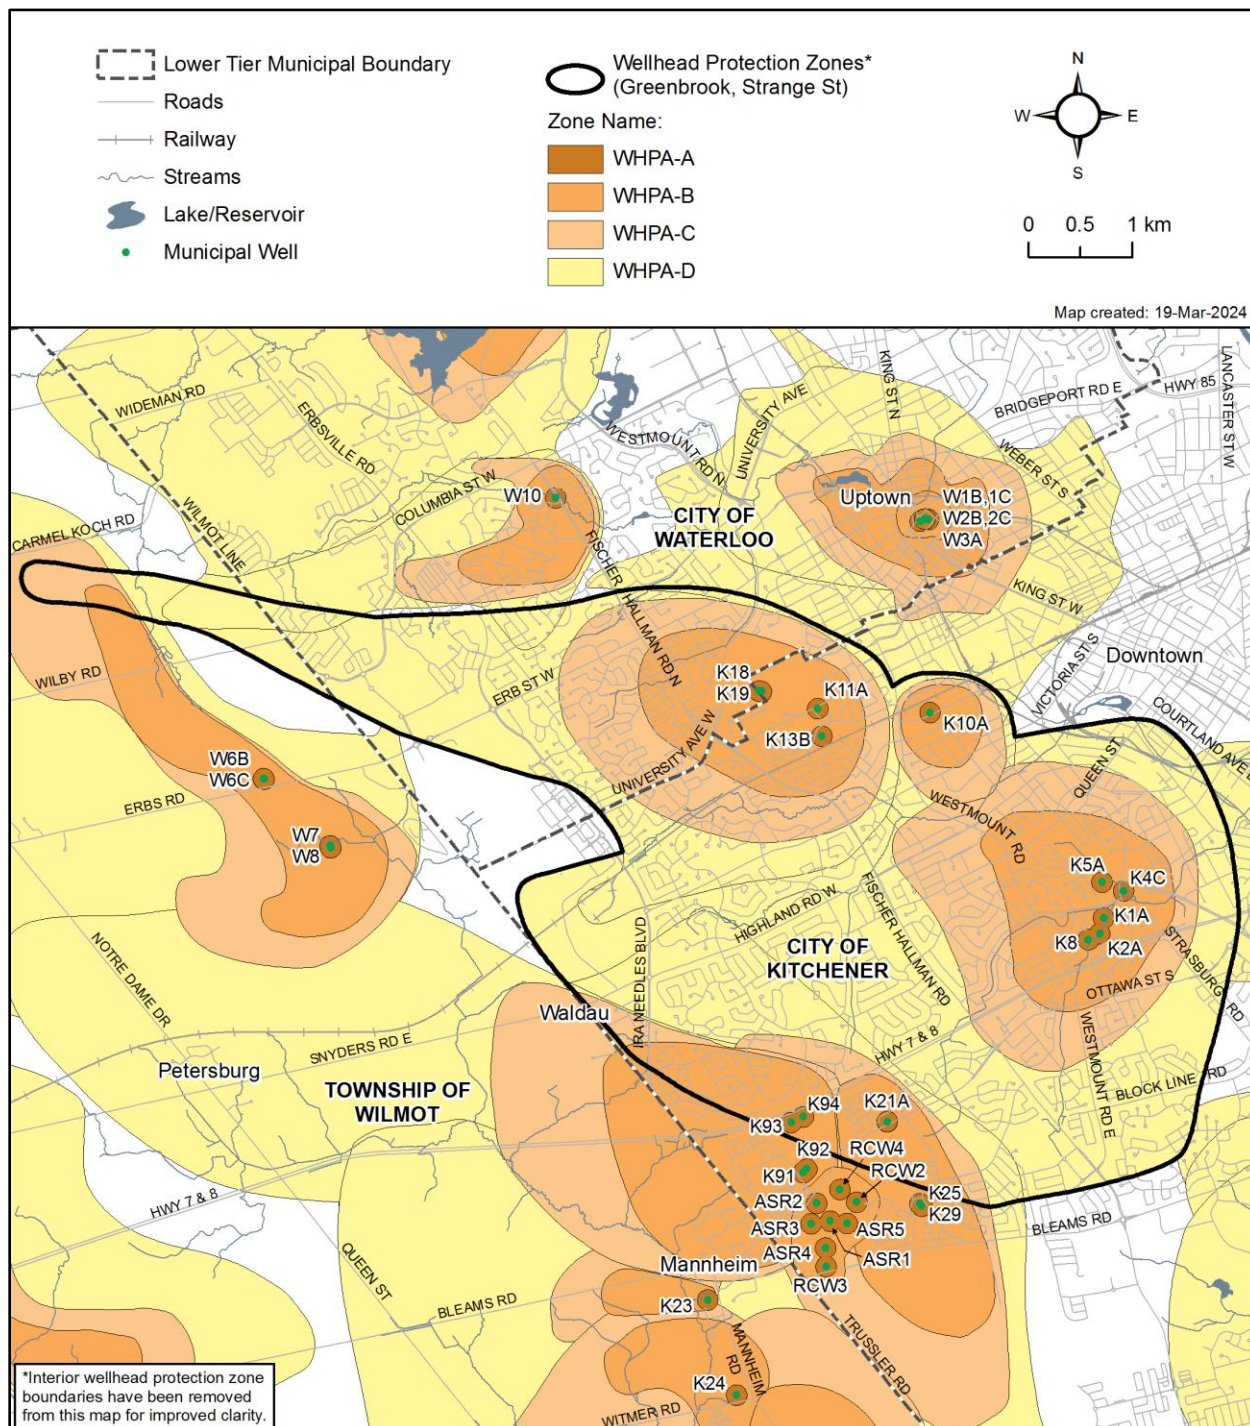 Lower Tier Municipal Boundary
Roads
Railway
Streams
Lake/Reservoir
Municipal Well
Wellhead Protection Zones*
(Greenbrook, Strange St)
Zone Name:
WHPA-A
WHPA-B
WHPA-C
WHPA-D
N
W
E
S
0 0.5 1 km
Map created: 19-Mar-2024
WIDEMAN RD
ERBSVILLE RD
WESTMOUNT RD N
UNIVERSITY AVE
KING ST N
BRIDGEPORT RD E
HWY 85
LANCASTER ST W
WEBER ST S
COLUMBIA ST W
W10
Uptown
W1B,1C
W2B,2C
W3A
CITY OF
WATERLOO
CARMEL KOCH RD
WILMOT LINE
FISCHER HALLMAN RD N
KING ST W
VICTORIA ST S
Downtown
COURTLAND AVE E
WILBY RD
ERB ST W
K18
K19
K11A
K13B
K10A
UNIVERSITY AVE W
QUEEN ST
WESTMOUNT RD
W6B
W6C
ERBS RD
W7
W8
K5A
K4C
K1A
K8
K2A
HIGHLAND RD W
FISCHER HALLMAN RD
CITY OF
KITCHENER
STRASBURG RD
OTTAWA ST S
NOTRE DAME DR
IRA NEEDLES BLVD
Waldau
SNYDERS RD E
HWY 7 & 8
WESTMOUNT RD E
BLOCK LINE RD
Petersburg
TOWNSHIP OF
WILMOT
K94
K93
K21A
K92
RCW4
RCW2
K91
K25
K29
ASR2
ASR3
ASR5
ASR4
ASR1
RCW3
BLEAMS RD
HWY 7 & 8
QUEEN ST
Mannheim
BLEAMS RD
K23
MANNHEIM RD
TRUSSLER RD
K24
WITMER RD
*Interior wellhead protection zone
boundaries have been removed
from this map for improved clarity.